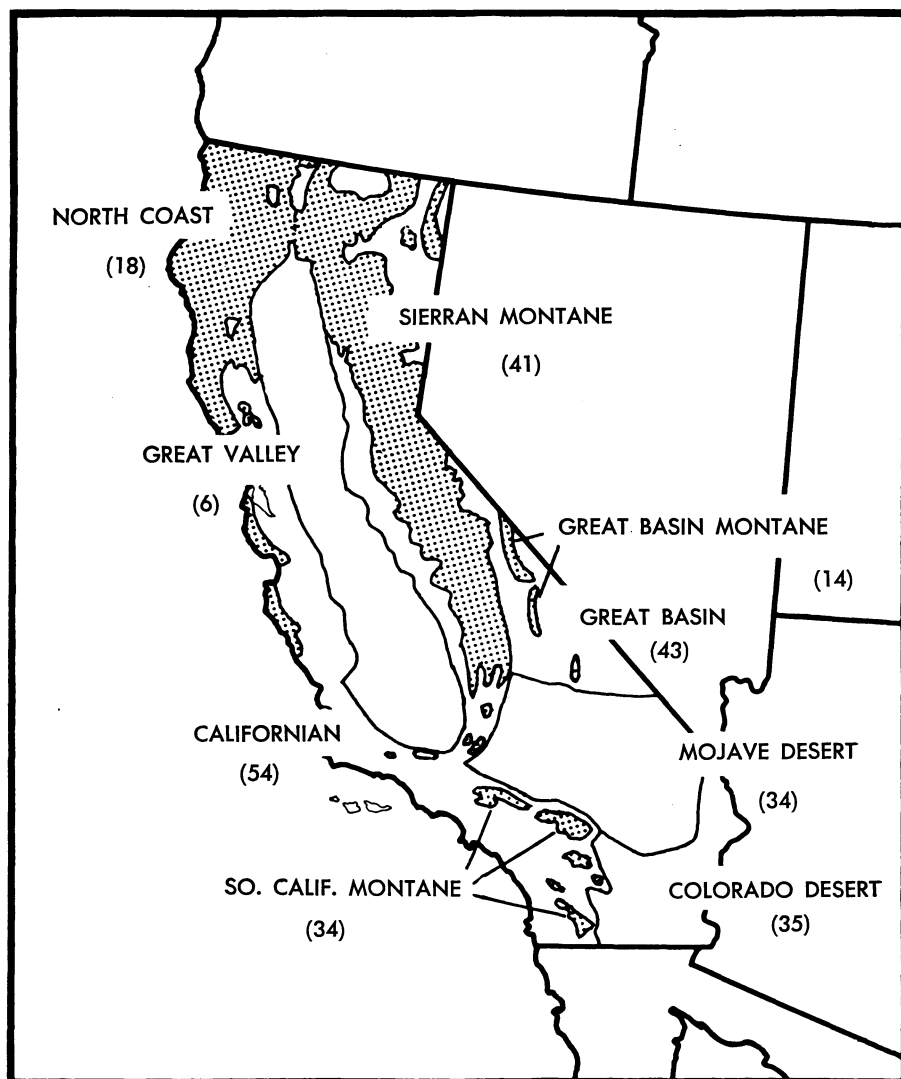 NORTH COAST
(18)
SIERRAN MONTANE
(41)
GREAT VALLEY
(6)
GREAT BASIN MONTANE
(14)
GREAT BASIN
(43)
CALIFORNIAN
(54)
MOJAVE DESERT
(34)
SO. CALIF. MONTANE
(34)
COLORADO DESERT
(35)